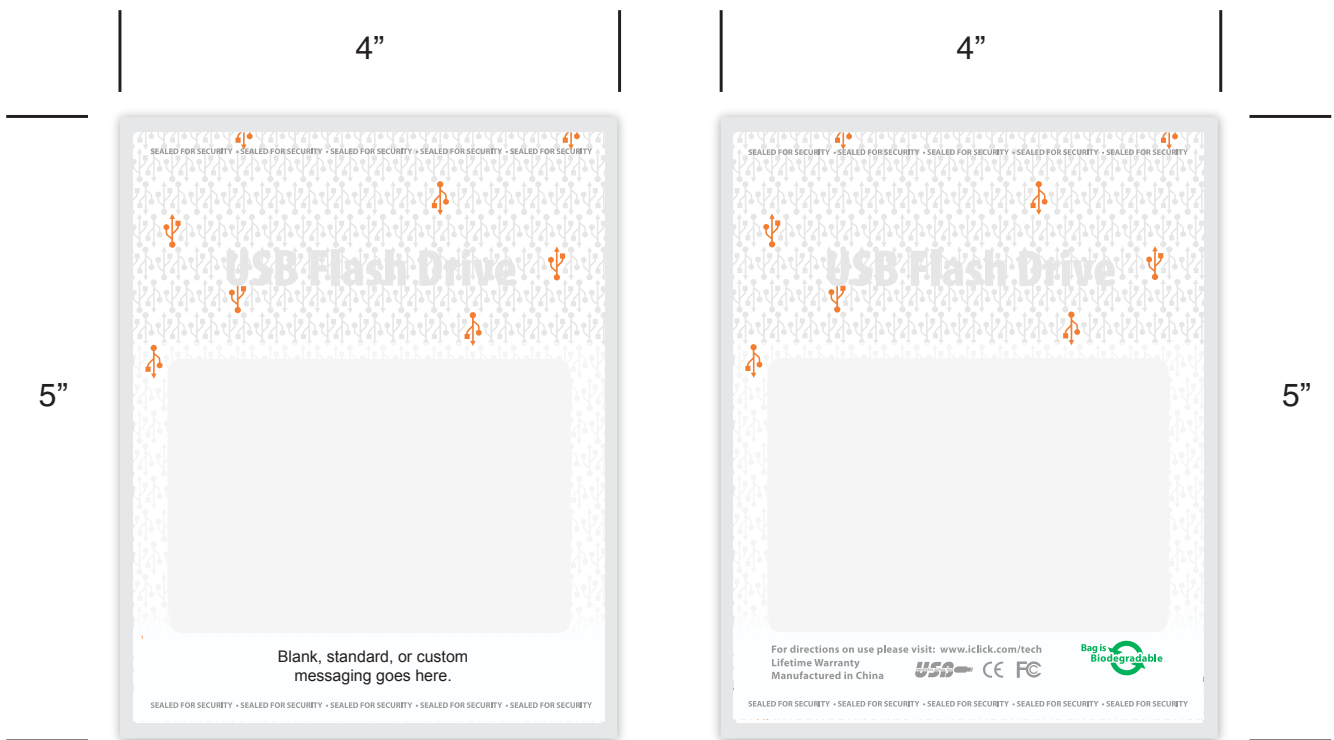 4”
4”
5”
5”
SEALED FOR SECURITY • SEALED FOR SECURITY • SEALED FOR SECURITY • SEALED FOR SECURITY • SEALED FOR SECURITY
USB Flash Drive
Blank, standard, or custom
messaging goes here.
SEALED FOR SECURITY • SEALED FOR SECURITY • SEALED FOR SECURITY • SEALED FOR SECURITY • SEALED FOR SECURITY
SEALED FOR SECURITY • SEALED FOR SECURITY • SEALED FOR SECURITY • SEALED FOR SECURITY • SEALED FOR SECURITY
USB Flash Drive
For directions on use please visit: www.iclick.com/tech
Lifetime Warranty
Manufactured in China
USB CE FC
Bag is
Biodegradable
SEALED FOR SECURITY • SEALED FOR SECURITY • SEALED FOR SECURITY • SEALED FOR SECURITY • SEALED FOR SECURITY